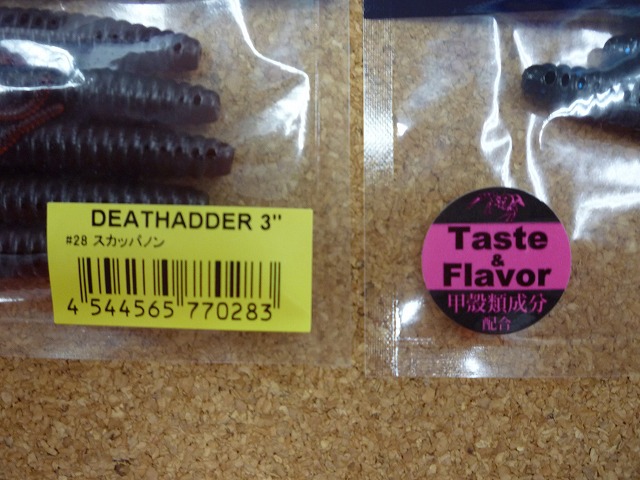 DEATHADDER 3"
#28 スカッパノン
4 544565 770283
Taste
&
Flavor
甲殻類成分
配合